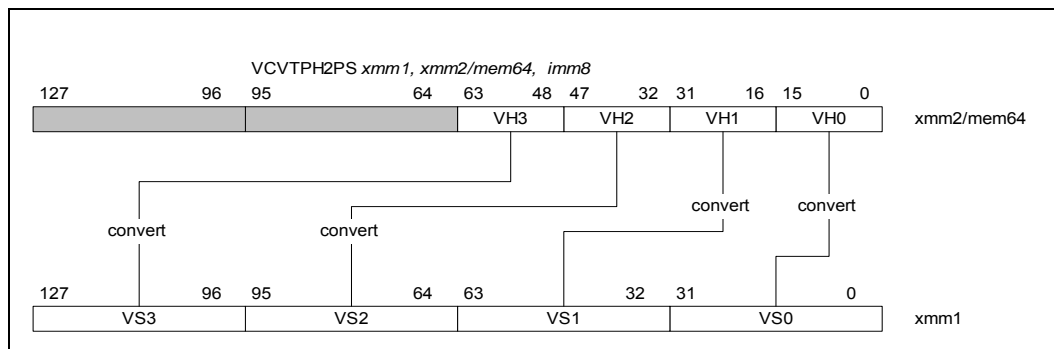 VCVTPH2PS xmm1, xmm2/mem64, imm8
127 96 95 64 63 48 47 32 31 16 15 0
VH3 VH2 VH1 VH0 xmm2/mem64
convert convert convert convert
127 96 95 64 63 32 31 0
VS3 VS2 VS1 VS0 xmm1